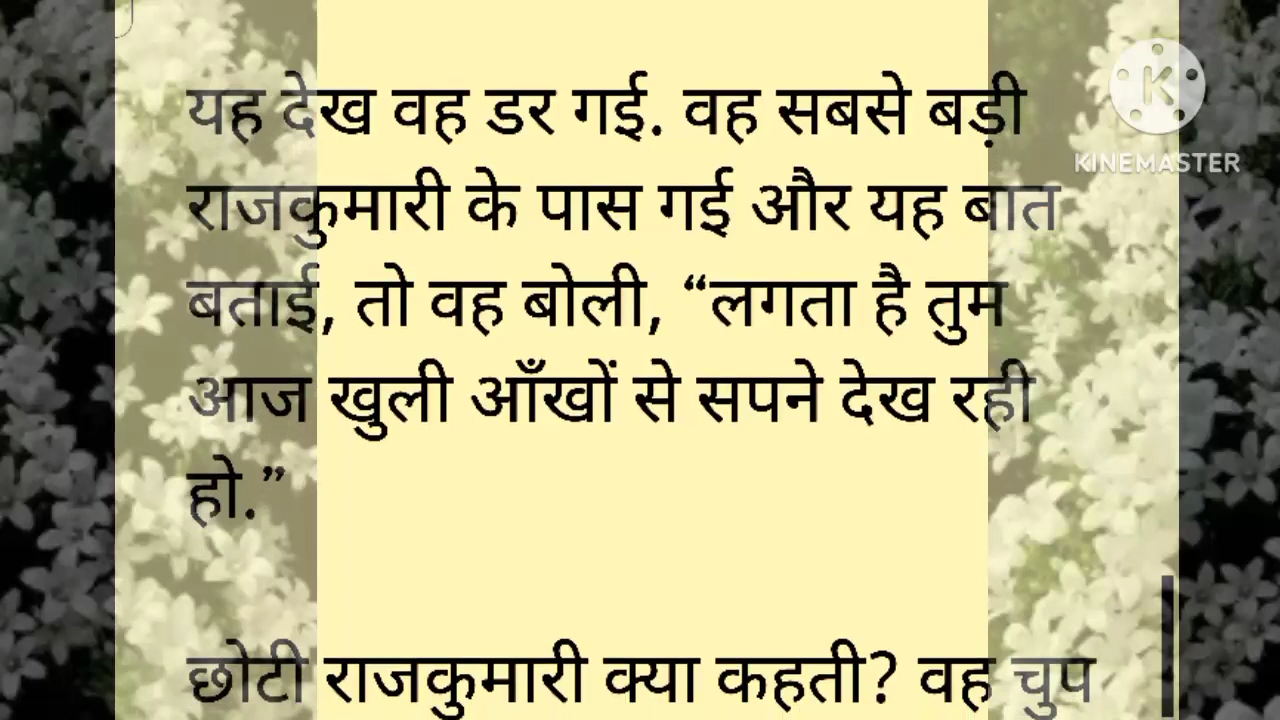 यह देख वह डर गई. वह सबसे बड़ी
राजकुमारी के पास गई और यह बात
बताई, तो वह बोली, “लगता है तुम
आज खुली आँखों से सपने देख रही
हो.”
छोटी राजकुमारी क्या कहती? वह चुप
KINEMASTER